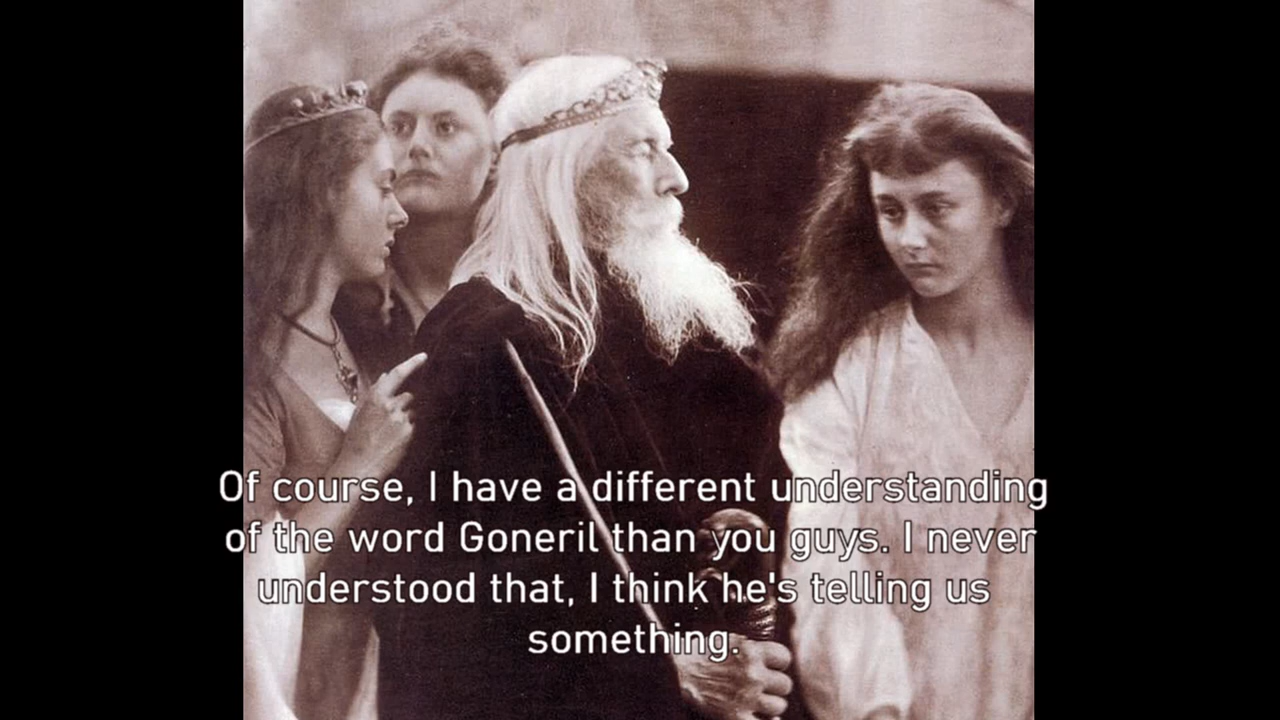 Of course, I have a different understanding
of the word Goneril than you guys. I never
understood that, I think he's telling us
something.